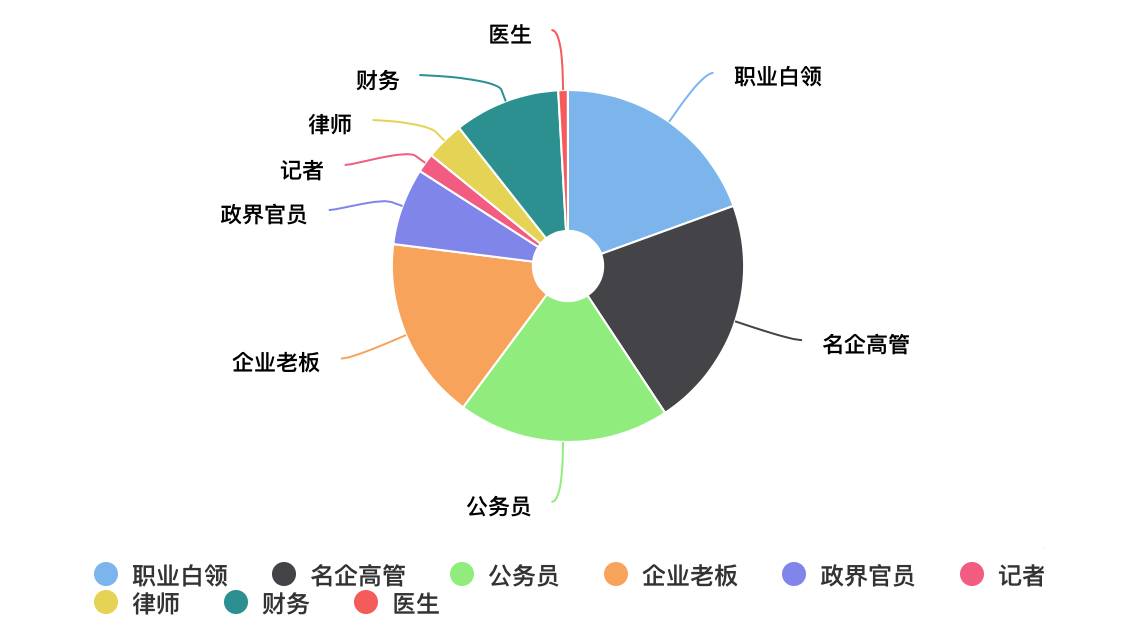 医生
职业白领
财务
律师
记者
政界官员
名企高管
企业老板
公务员
职业白领 名企高管 公务员 企业老板 政界官员 记者
律师 财务 医生